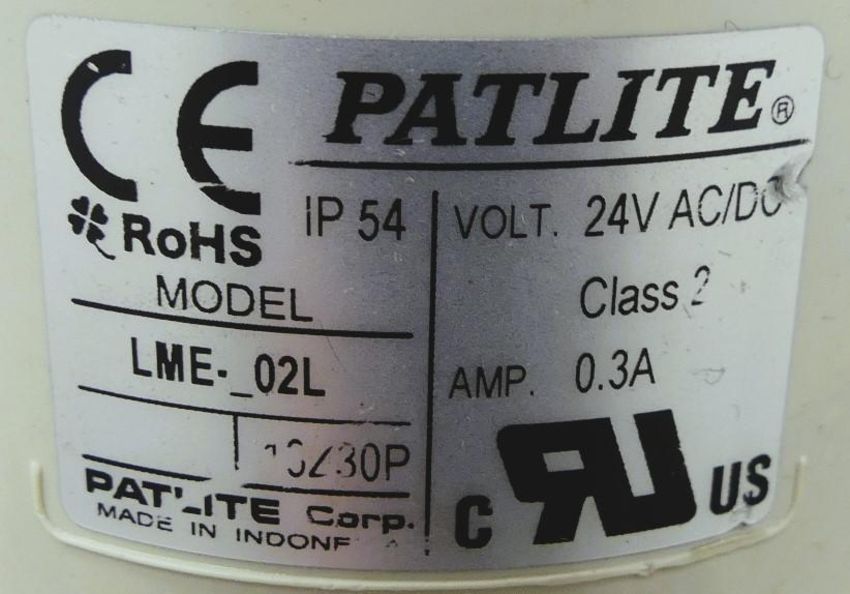 CE PATLITE®
RoHS IP 54 VOLT. 24V AC/DC
MODEL Class 2
LME-_02L AMP. 0.3A
PATLITE Corp.
MADE IN
C RU US